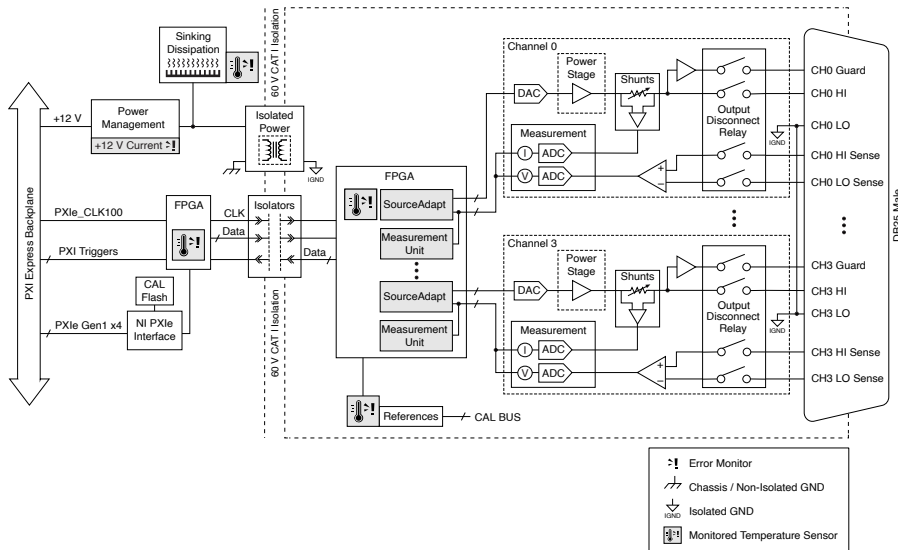 Sinking
Dissipation
60 V CAT I Isolation
+12 V
Power
Management
+12 V Current
Isolated
Power
IGND
PXI Express Backplane
PXIe_CLK100
PXI Triggers
PXIe Gen1 x4
FPGA
CAL
Flash
NI PXIe
Interface
CLK
Data
Isolators
Data
60 V CAT I Isolation
FPGA
SourceAdapt
Measurement
Unit
SourceAdapt
Measurement
Unit
References
CAL BUS
Channel 0
DAC
Power
Stage
Shunts
Measurement
I
ADC
V
ADC
Output
Disconnect
Relay
IGND
CH0 Guard
CH0 HI
CH0 LO
CH0 HI Sense
CH0 LO Sense
Channel 3
DAC
Power
Stage
Shunts
Measurement
I
ADC
V
ADC
Output
Disconnect
Relay
IGND
CH3 Guard
CH3 HI
CH3 LO
CH3 HI Sense
CH3 LO Sense
Error Monitor
Chassis / Non-Isolated GND
IGND
Isolated GND
Monitored Temperature Sensor